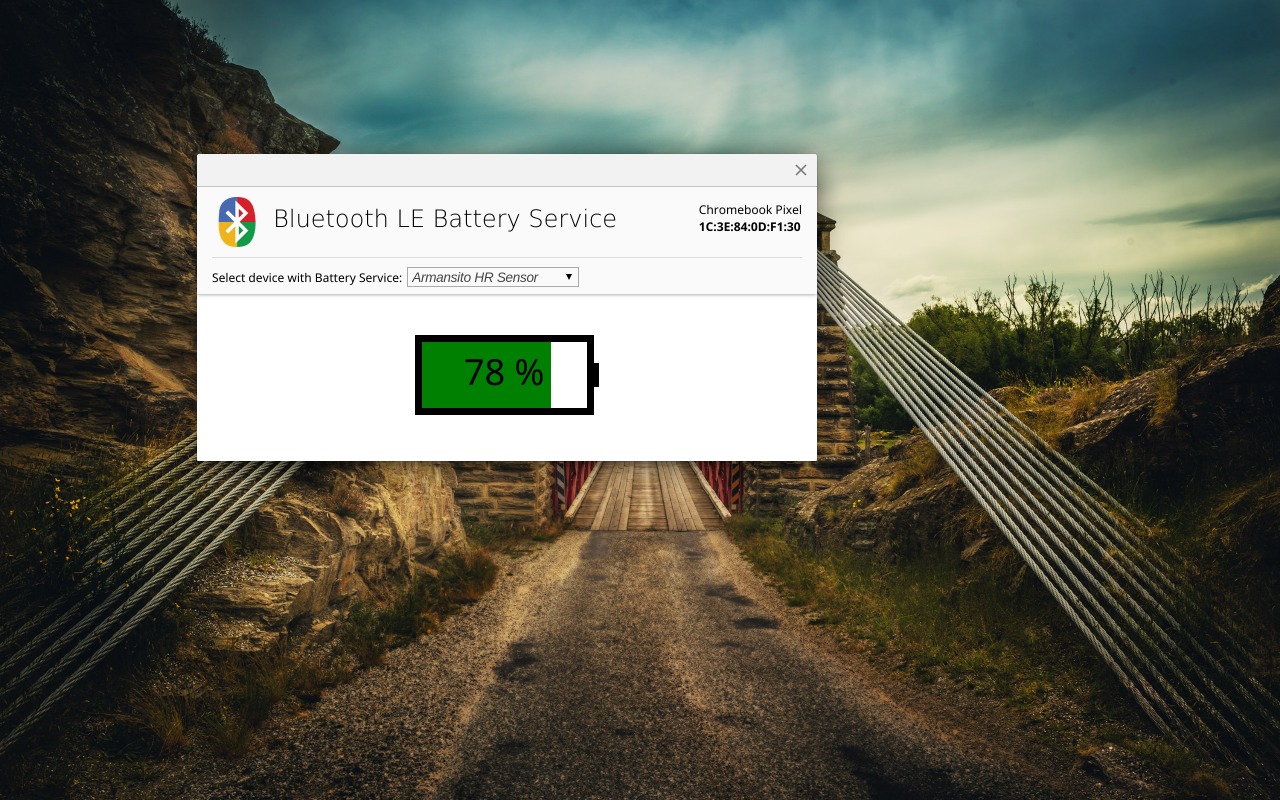 Bluetooth LE Battery Service
Chromebook Pixel
1C:3E:84:0D:F1:30
Select device with Battery Service: Armansito HR Sensor
78 %